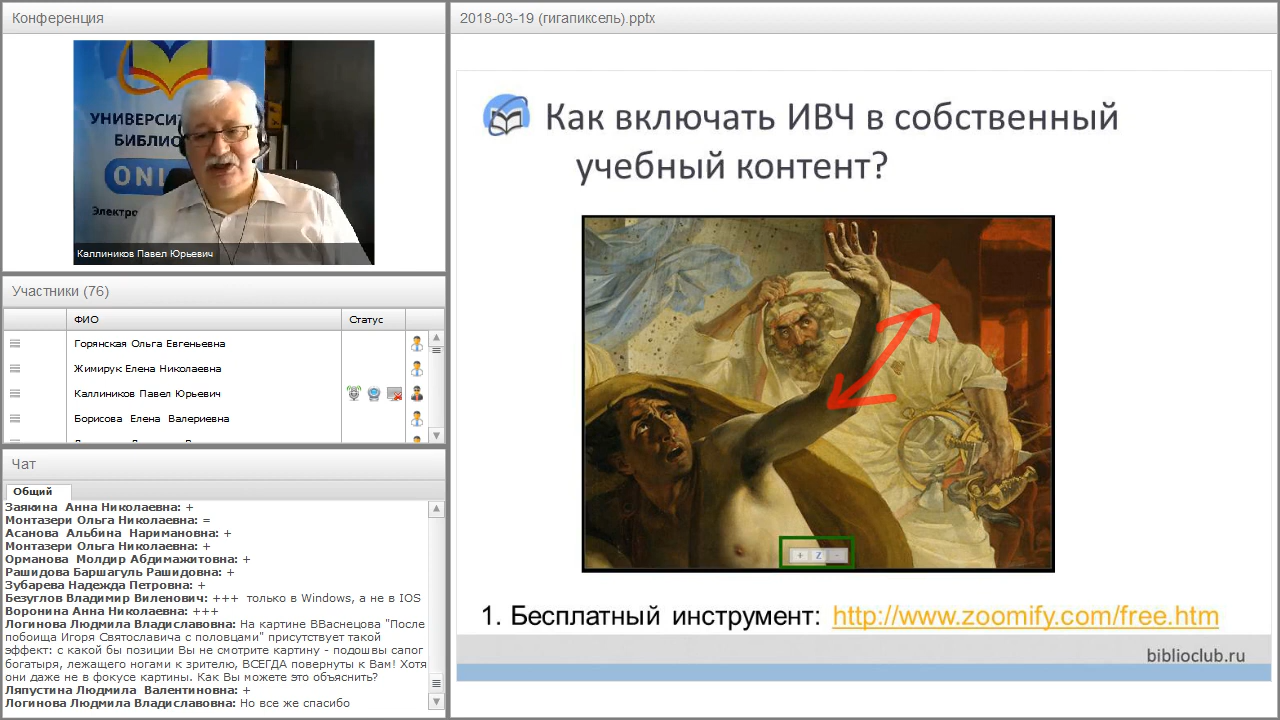 Конференция
УНИВЕРСИ
БИБЛИО
ONL
Электро
Каллиников Павел Юрьевич
Участники (76)
ФИО
Статус
Горянская Ольга Евгеньевна
Жимирук Елена Николаевна
Каллиников Павел Юрьевич
Борисова Елена Валериевна
Чат
Общий
Заякина Анна Николаевна: +
Монтазери Ольга Николаевна: =
Асанова Альбина Наримановна: +
Монтазери Ольга Николаевна: +
Орманова Молдир Абдимажитовна: +
Рашидова Баршагуль Рашидовна: +
Зубарева Надежда Петровна: +
Безуглов Владимир Виленович: +++ только в Windows, а не в IOS
Воронина Анна Николаевна: +++
Логинова Людмила Владиславовна: На картине ВВаснецова "После
побоища Игоря Святославича с половцами" присутствует такой
эффект: с какой бы позиции Вы не смотрите картину - подошвы сапог
богатыря, лежащего ногами к зрителю, ВСЕГДА повернуты к Вам! Хотя
они даже не в фокусе картины. Как Вы можете это объяснить?
Ляпустина Людмила Валентиновна: +
Логинова Людмила Владиславовна: Но все же спасибо
2018-03-19 (гигапиксель).pptx
Как включать ИВЧ в собственный
учебный контент?
+ Z -
1. Бесплатный инструмент: http://www.zoomify.com/free.htm
biblioclub.ru